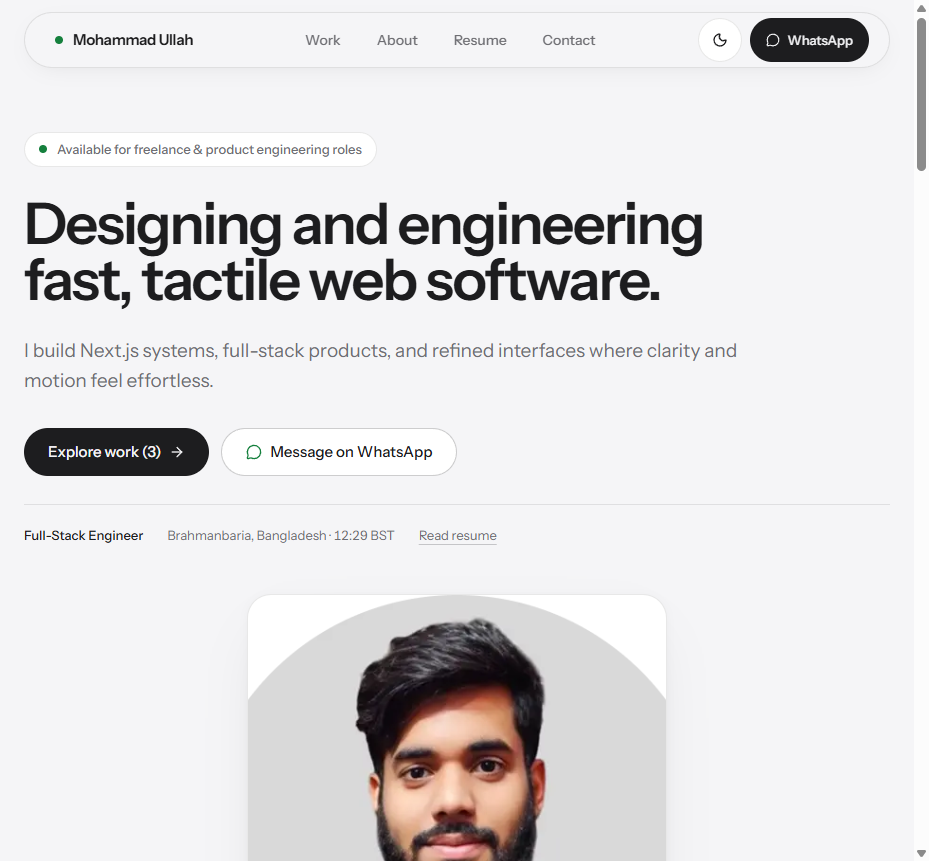 Mohammad Ullah
Work
About
Resume
Contact
WhatsApp
Available for freelance & product engineering roles
Designing and engineering
fast, tactile web software.
I build Next.js systems, full-stack products, and refined interfaces where clarity and
motion feel effortless.
Explore work (3) →
Message on WhatsApp
Full-Stack Engineer
Brahmanbaria, Bangladesh · 12:29 BST
Read resume